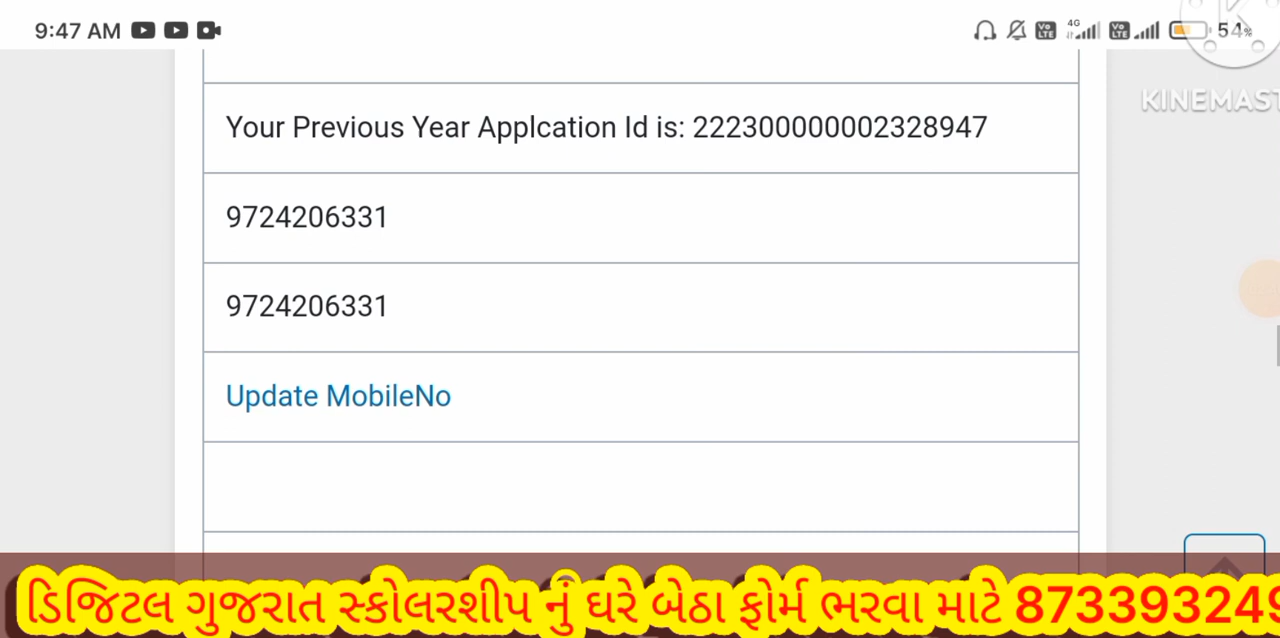 9:47 AM 4G 54%
KINEMAST
Your Previous Year Applcation Id is: 222300000002328947
9724206331
9724206331
Update MobileNo
ડિજિટલ ગુજરાત સ્કોલરશીપ નું ઘરે બેઠા ફોર્મ ભરવા માટે 873393249